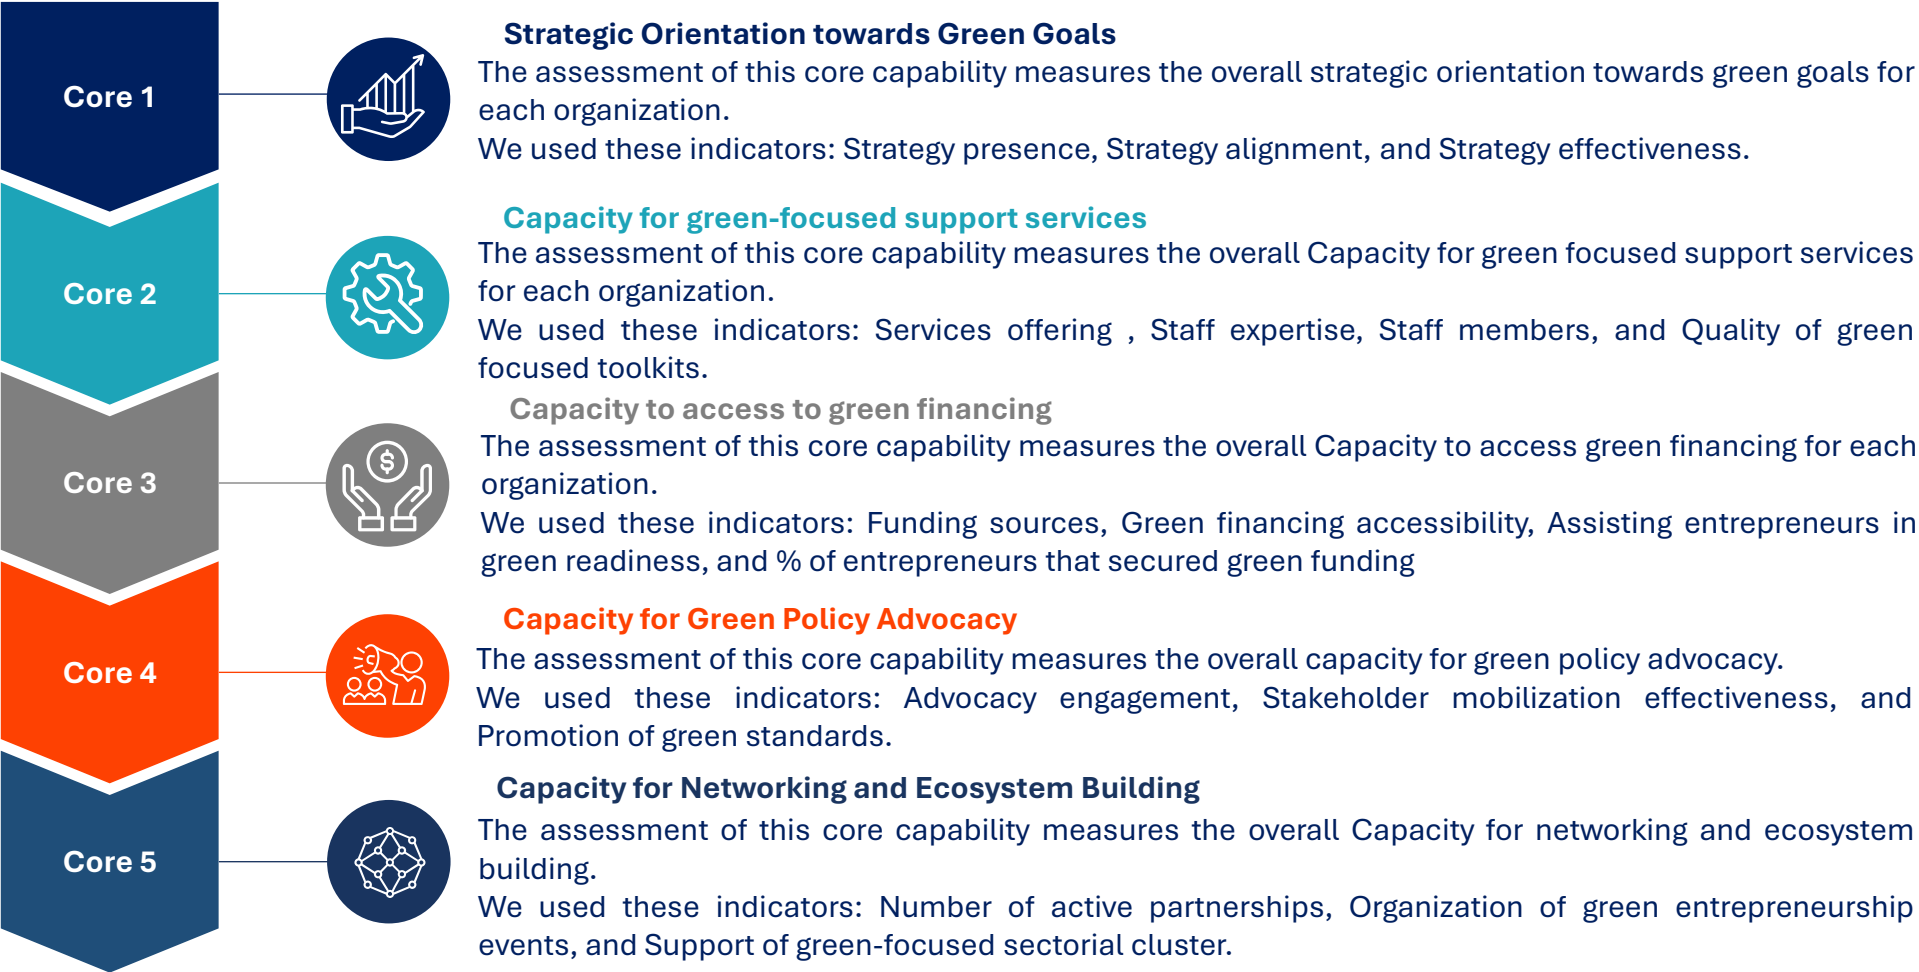 Core 1
Strategic Orientation towards Green Goals
The assessment of this core capability measures the overall strategic orientation towards green goals for
each organization.
We used these indicators: Strategy presence, Strategy alignment, and Strategy effectiveness.
Core 2
Capacity for green-focused support services
The assessment of this core capability measures the overall Capacity for green focused support services
for each organization.
We used these indicators: Services offering , Staff expertise, Staff members, and Quality of green
focused toolkits.
Core 3
Capacity to access to green financing
The assessment of this core capability measures the overall Capacity to access green financing for each
organization.
We used these indicators: Funding sources, Green financing accessibility, Assisting entrepreneurs in
green readiness, and % of entrepreneurs that secured green funding
Core 4
Capacity for Green Policy Advocacy
The assessment of this core capability measures the overall capacity for green policy advocacy.
We used these indicators: Advocacy engagement, Stakeholder mobilization effectiveness, and
Promotion of green standards.
Core 5
Capacity for Networking and Ecosystem Building
The assessment of this core capability measures the overall Capacity for networking and ecosystem
building.
We used these indicators: Number of active partnerships, Organization of green entrepreneurship
events, and Support of green-focused sectorial cluster.
$